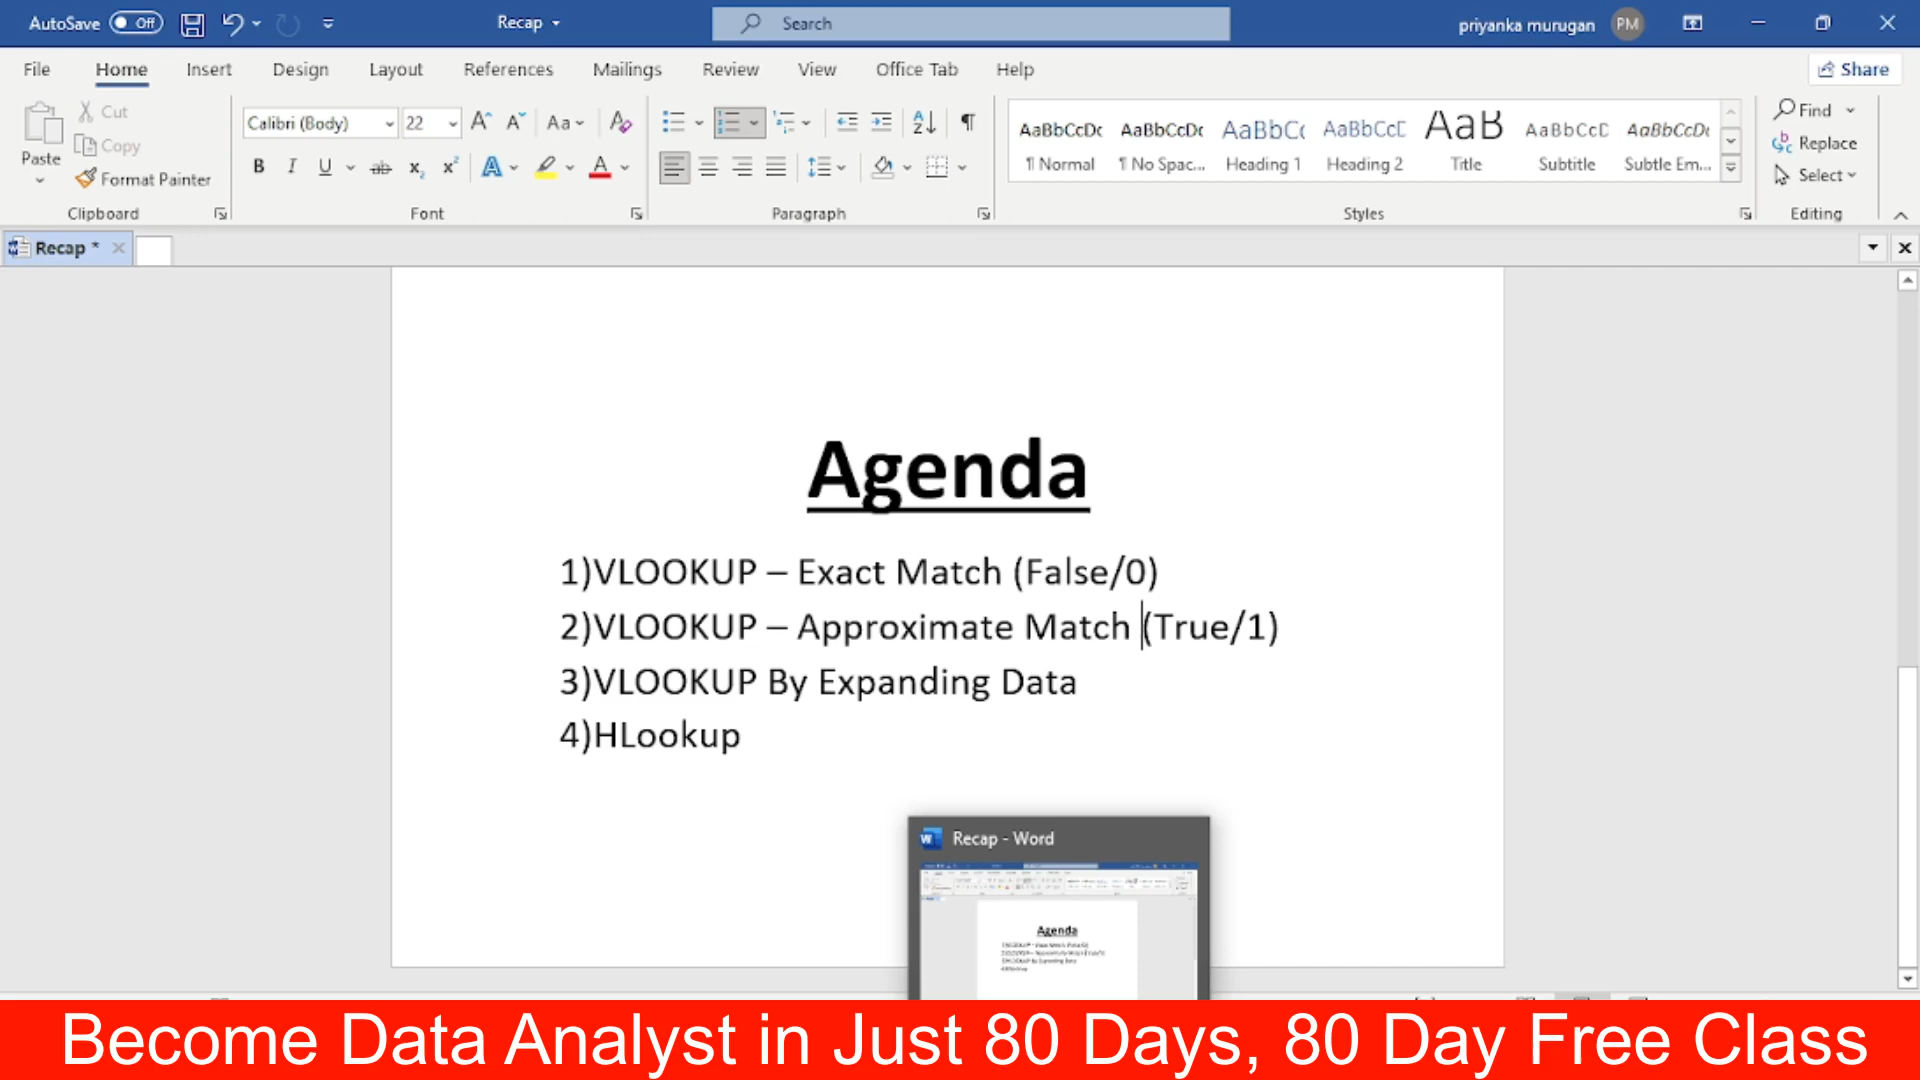 AutoSave Off Recap Search priyanka murugan PM
File Home Insert Design Layout References Mailings Review View Office Tab Help Share
Paste Cut Copy Format Painter
Calibri (Body) 22
AaBbCcDc AaBbCcDc AaBbC( AaBbCcE AaB AaBbCcD AaBbCcDı
¶ Normal ¶ No Spac... Heading 1 Heading 2 Title Subtitle Subtle Em...
Find
Replace
Select
Clipboard Font Paragraph Styles Editing
Recap *
Agenda
1)VLOOKUP – Exact Match (False/0)
2)VLOOKUP – Approximate Match (True/1)
3)VLOOKUP By Expanding Data
4)HLookup
Recap - Word
Agenda
Become Data Analyst in Just 80 Days, 80 Day Free Class